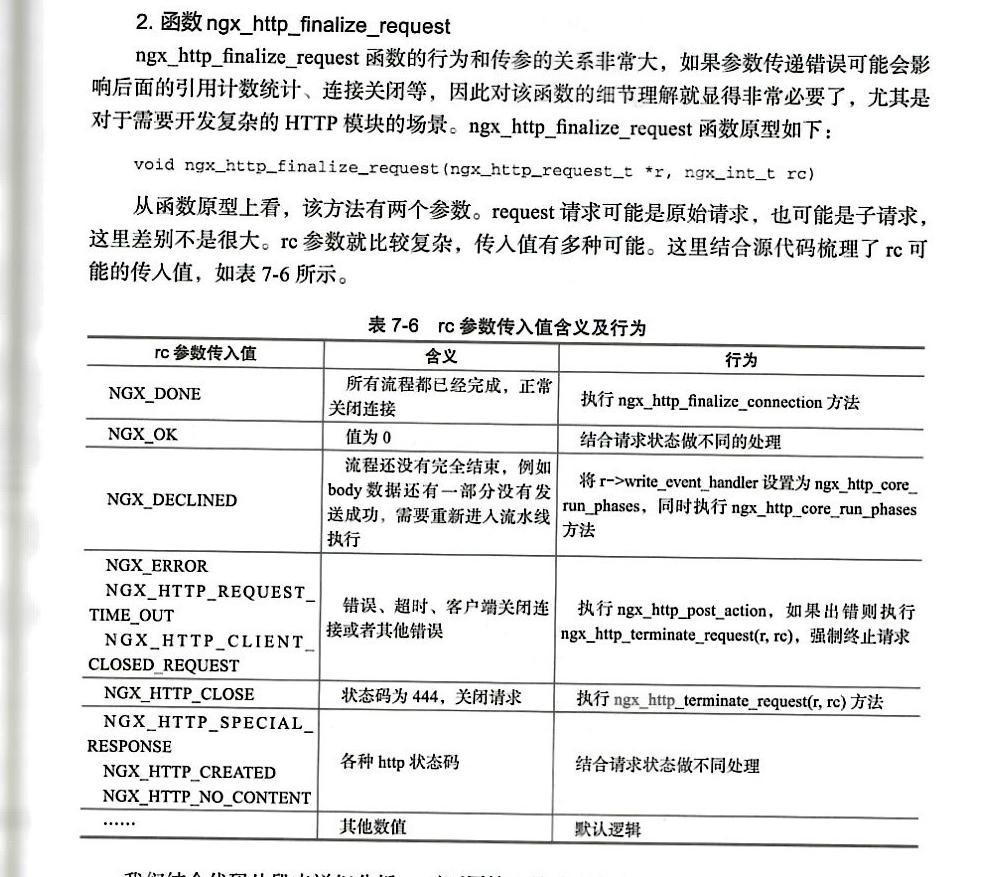 2. 函数 ngx_http_finalize_request
ngx_http_finalize_request 函数的行为和传参的关系非常大，如果参数传递错误可能会影
响后面的引用计数统计、连接关闭等，因此对该函数的细节理解就显得非常必要了，尤其是
对于需要开发复杂的 HTTP 模块的场景。ngx_http_finalize_request 函数原型如下：
void ngx_http_finalize_request(ngx_http_request_t *r, ngx_int_t rc)
从函数原型上看，该方法有两个参数。request 请求可能是原始请求，也可能是子请求，
这里差别不是很大。rc 参数就比较复杂，传入值有多种可能。这里结合源代码梳理了 rc 可
能的传入值，如表 7-6 所示。
表 7-6 rc 参数传入值含义及行为
rc 参数传入值
含义
行为
NGX_DONE
所有流程都已经完成，正常
关闭连接
执行 ngx_http_finalize_connection 方法
NGX_OK
值为 0
结合请求状态做不同的处理
NGX_DECLINED
流程还没有完全结束，例如
body 数据还有一部分没有发
送成功，需要重新进入流水线
执行
将 r->write_event_handler 设置为 ngx_http_core_
run_phases，同时执行 ngx_http_core_run_phases
方法
NGX_ERROR
NGX_HTTP_REQUEST_
TIME_OUT
NGX_HTTP_CLIENT_
CLOSED_REQUEST
错误、超时、客户端关闭连
接或者其他错误
执行 ngx_http_post_action，如果出错则执行
ngx_http_terminate_request(r, rc)，强制终止请求
NGX_HTTP_CLOSE
状态码为 444，关闭请求
执行 ngx_http_terminate_request(r, rc) 方法
NGX_HTTP_SPECIAL_
RESPONSE
NGX_HTTP_CREATED
NGX_HTTP_NO_CONTENT
各种 http 状态码
结合请求状态做不同处理
……
其他数值
默认逻辑